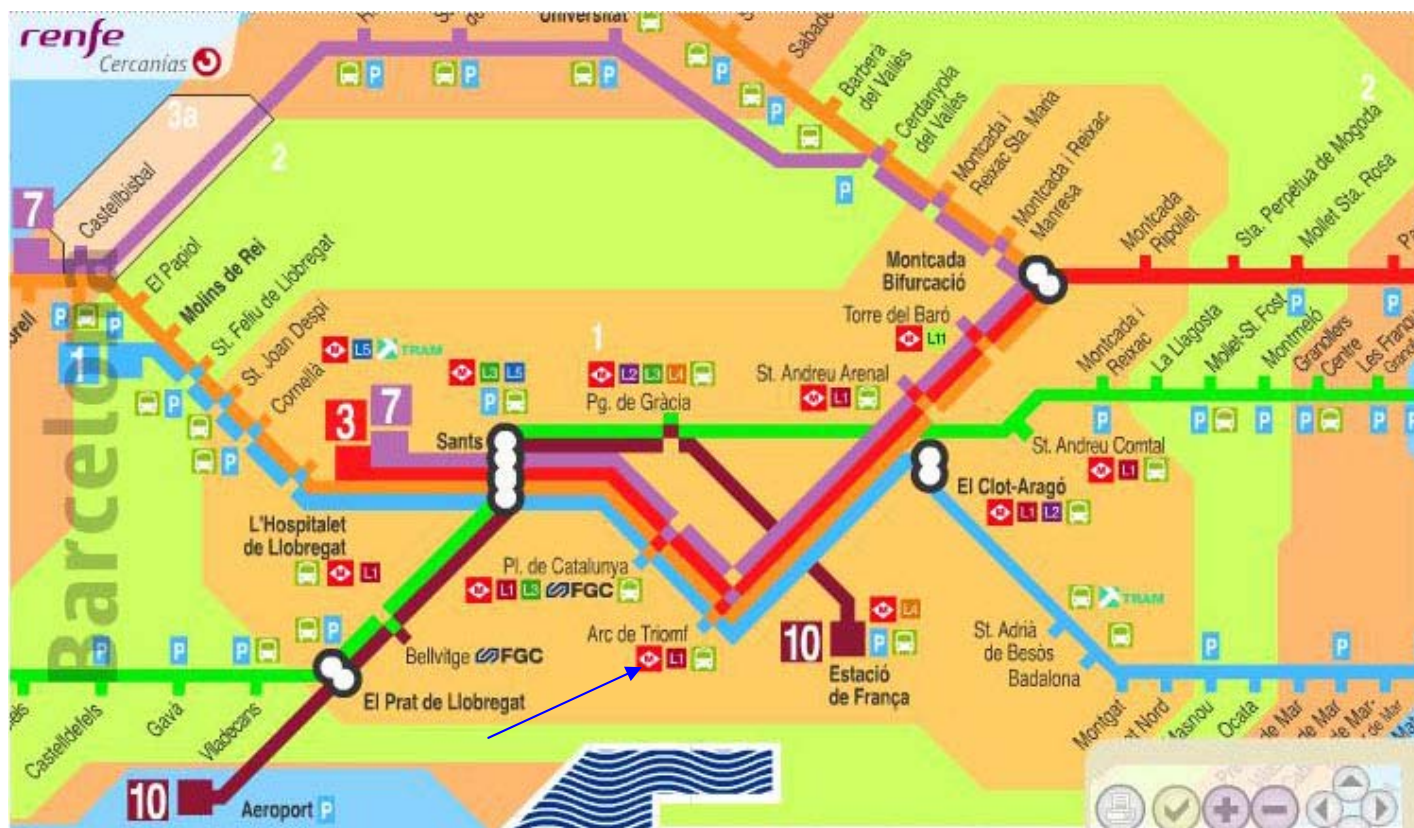 renfe
Cercanías
Universitat
Barberà
del Vallès
Cerdanyola
del Vallès
Montcada i
Reixac Sta. Maria
Montcada i Reixac
Manresa
Montcada
Bifurcació
Montcada
Ripollet
Sta. Perpètua de Mogoda
Mollet Sta. Rosa
3a
2
2
1
7
Castellbisbal
El Papiol
Molins de Rei
St. Feliu de Llobregat
St. Joan Despí
Cornellà
M L5 TRAM
1
Barcelona
3
7
Sants
M L3 L5
P
M L2 L3 L4
Pg. de Gràcia
Torre del Baró
M L11
St. Andreu Arenal
M L1
Montcada i
Reixac
La Llagosta
Mollet-St. Fost
Montmeló
Granollers
Centre
St. Andreu Comtal
M L1
El Clot-Aragó
M L1 L2
L'Hospitalet
de Llobregat
M L1
Pl. de Catalunya
M L1 L3 FGC
Arc de Triomf
M L1
10
M L4
P
Estació
de França
TRAM
St. Adrià
de Besòs
Badalona
Bellvitge FGC
El Prat de Llobregat
Castelldefels
Gavà
Viladecans
10
Aeroport P
Montgat
Ocata